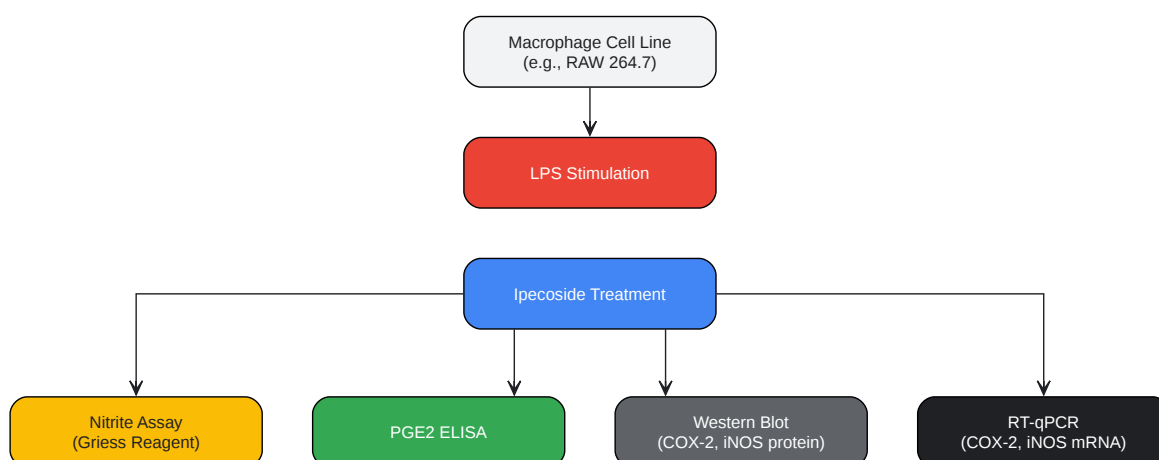 Macrophage Cell Line
(e.g., RAW 264.7)
LPS Stimulation
Ipecoside Treatment
Nitrite Assay
(Griess Reagent)
PGE2 ELISA
Western Blot
(COX-2, iNOS protein)
RT-qPCR
(COX-2, iNOS mRNA)